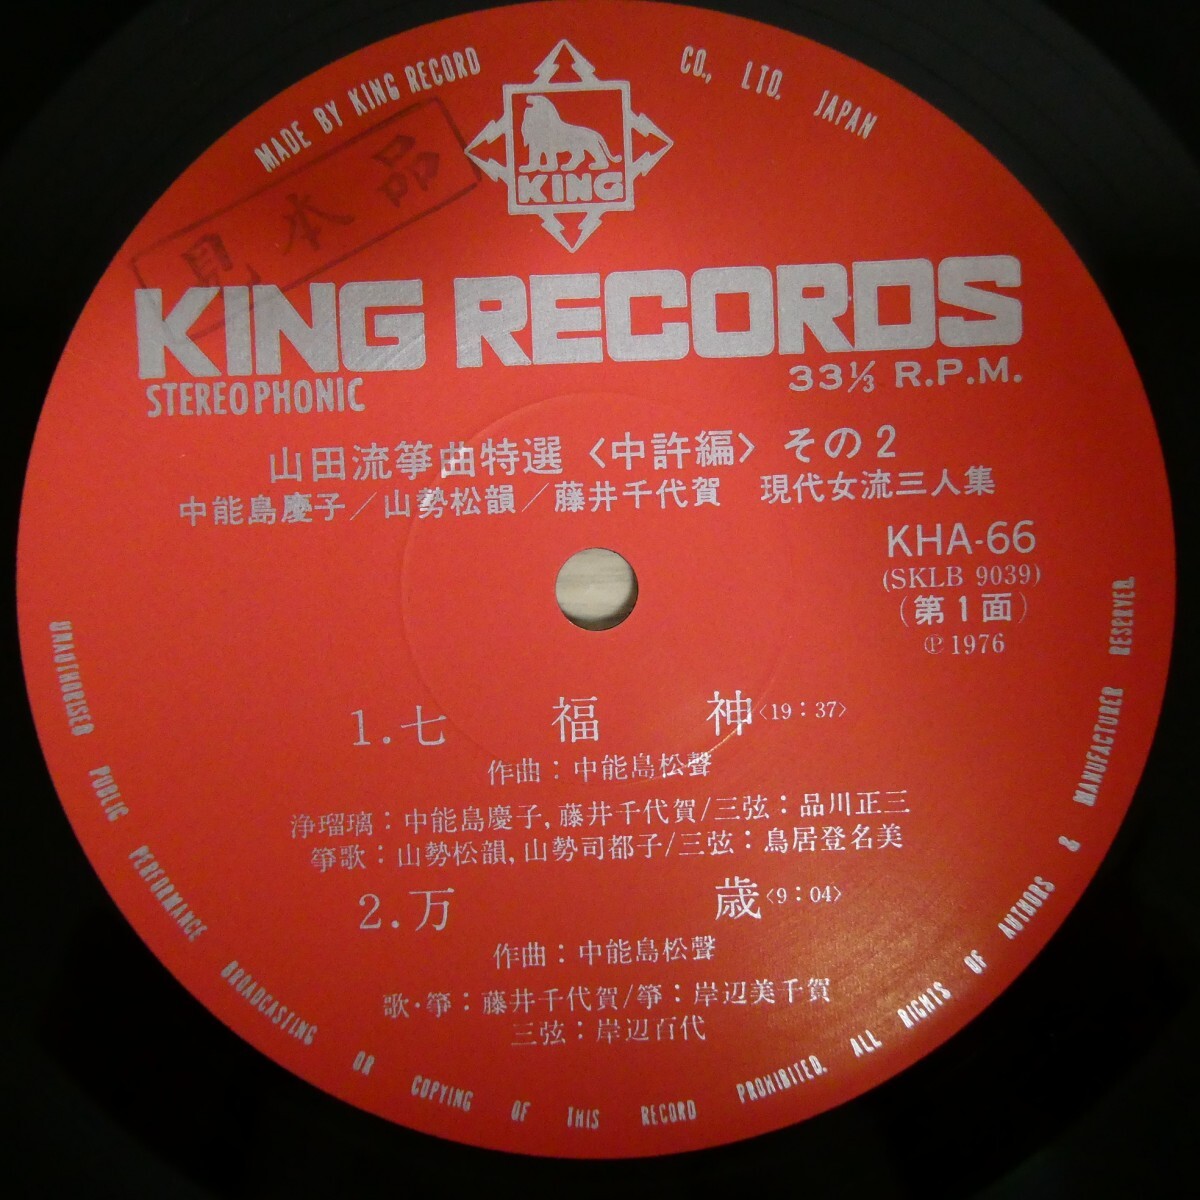 MADE BY KING RECORD CO., LTD. JAPAN
見本品
KING
KING RECORDS
STEREOPHONIC
33⅓ R.P.M.
山田流箏曲特選〈中許編〉その2
中能島慶子/山勢松韻/藤井千代賀 現代女流三人集
KHA-66
(SKLB 9039)
(第1面)
Ⓟ1976
1.七福神〈19:37〉
作曲:中能島松聲
浄瑠璃:中能島慶子,藤井千代賀/三弦:品川正三
箏歌:山勢松韻,山勢司都子/三弦:鳥居登名美
2.万歳〈9:04〉
作曲:中能島松聲
歌・箏:藤井千代賀/箏:岸辺美千賀
三弦:岸辺百代
UNAUTHORISED PUBLIC PERFORMANCE BROADCASTING OR COPYING OF THIS RECORD PROHIBITED. ALL RIGHTS OF AUTHORS & MANUFACTURER RESERVED.